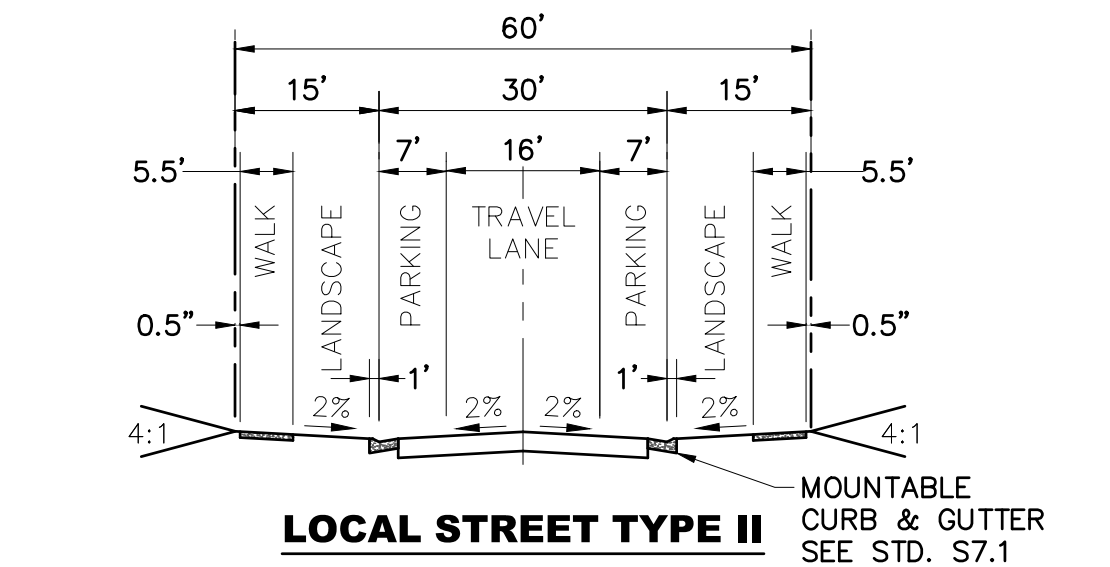 60'
15' 30' 15'
7' 16' 7'
5.5' 5.5'
WALK
LANDSCAPE
PARKING
TRAVEL
LANE
PARKING
LANDSCAPE
WALK
0.5" 0.5"
1' 1'
2% 2% 2% 2%
4:1 4:1
MOUNTABLE
CURB & GUTTER
SEE STD. S7.1
LOCAL STREET TYPE II